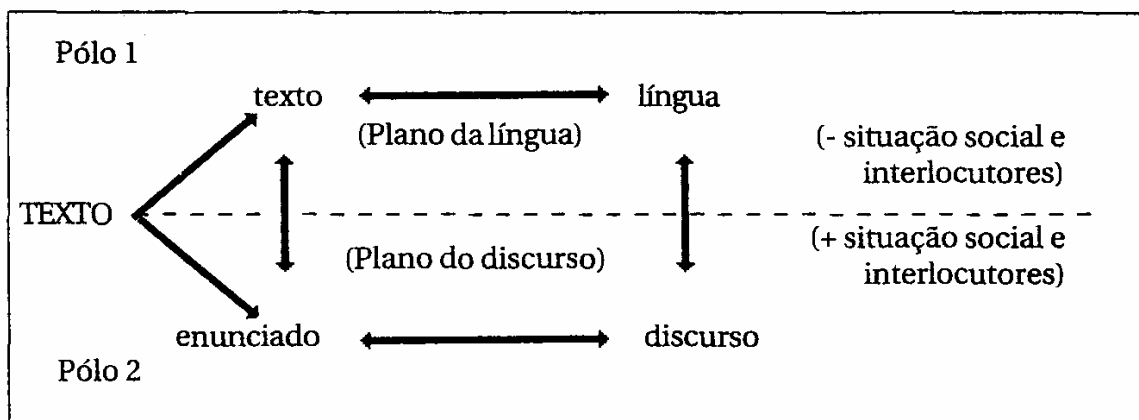 Pólo 1
texto língua
(Plano da língua)
(- situação social e
interlocutores)
TEXTO
(+ situação social e
interlocutores)
(Plano do discurso)
enunciado discurso
Pólo 2